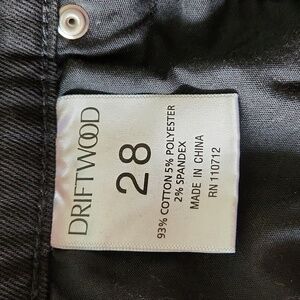 DRIFTWOOD
28
93% COTTON 5% POLYESTER
2% SPANDEX
MADE IN CHINA
RN 110712